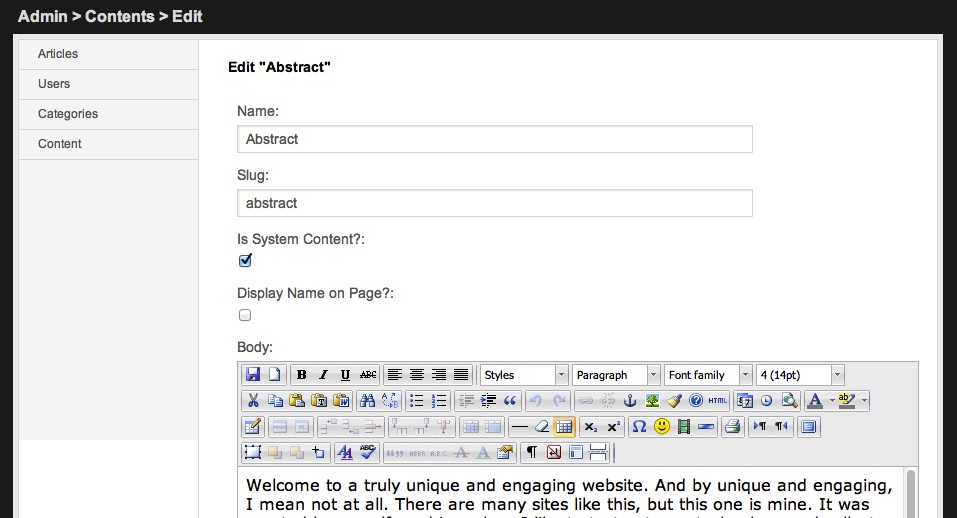 Admin > Contents > Edit
Articles
Users
Categories
Content
Edit "Abstract"
Name:
Abstract
Slug:
abstract
Is System Content?:
Display Name on Page?:
Body:
B I U ABC Styles Paragraph Font family 4 (14pt)
HTML
Welcome to a truly unique and engaging website. And by unique and engaging,
I mean not at all. There are many sites like this, but this one is mine. It was